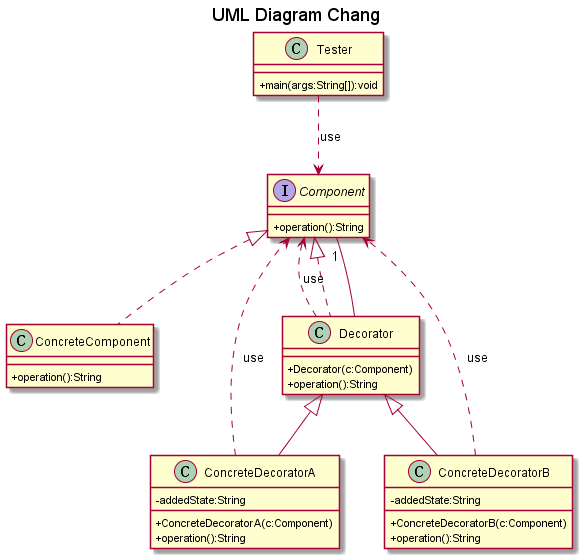 UML Diagram Chang
C Tester
+main(args:String[]):void
use
I Component
+operation():String
use
1
C ConcreteComponent
+operation():String
C Decorator
+Decorator(c:Component)
+operation():String
use
use
C ConcreteDecoratorA
-addedState:String
+ConcreteDecoratorA(c:Component)
+operation():String
C ConcreteDecoratorB
-addedState:String
+ConcreteDecoratorB(c:Component)
+operation():String